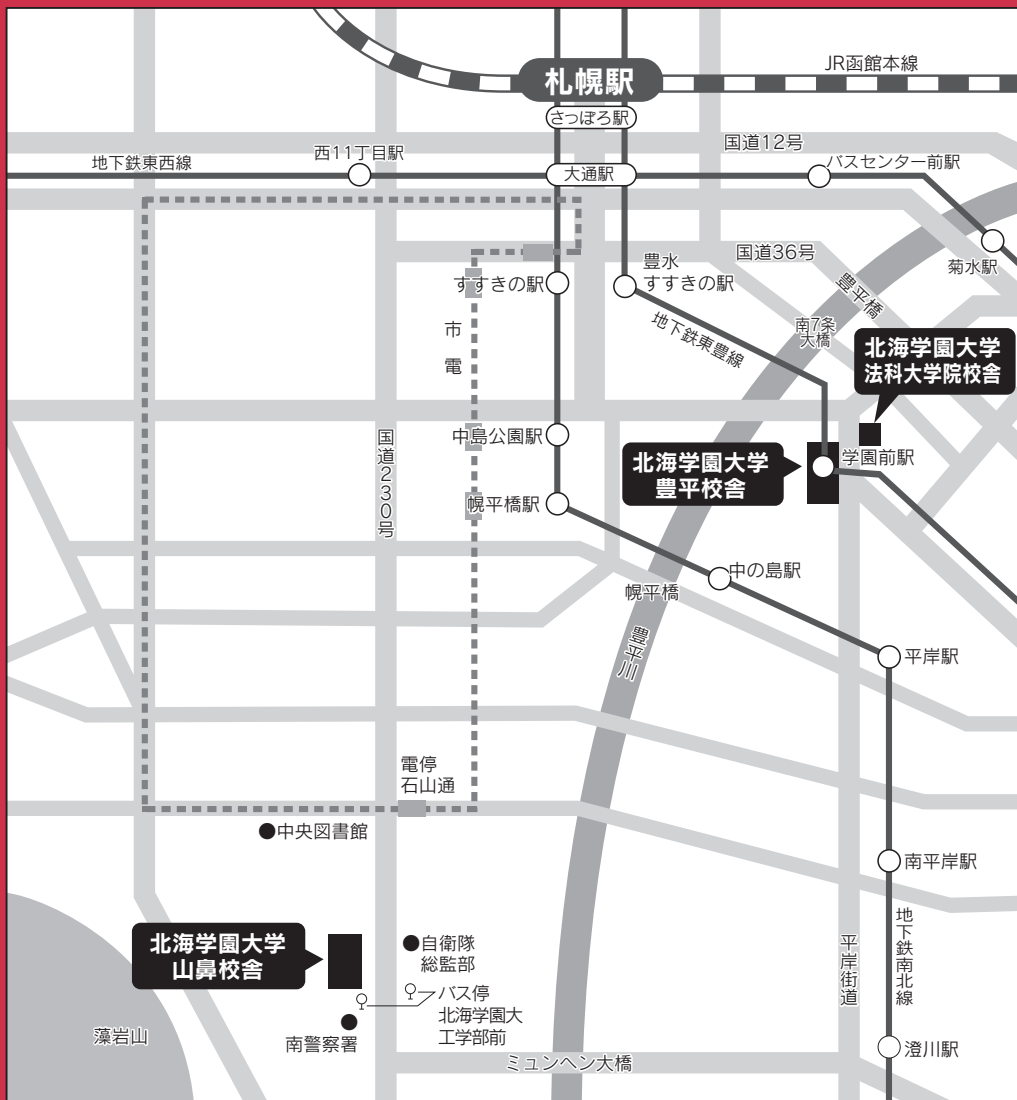 JR函館本線
札幌駅
さっぽろ駅
国道12号
地下鉄東西線
西11丁目駅
大通駅
バスセンター前駅
国道36号
菊水駅
豊水
すすきの駅
すすきの駅
豊平橋
南7条
大橋
地下鉄東豊線
市電
北海学園大学
法科大学院校舎
中島公園駅
国道230号
北海学園大学
豊平校舎
学園前駅
幌平橋駅
中の島駅
幌平橋
豊平川
平岸駅
電停
石山通
中央図書館
南平岸駅
地下鉄南北線
平岸街道
北海学園大学
山鼻校舎
自衛隊
総監部
バス停
北海学園大
工学部前
南警察署
藻岩山
ミュンヘン大橋
澄川駅